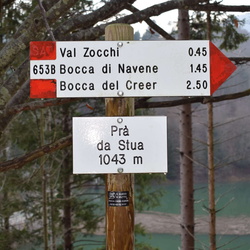 SAT
653B
Val Zocchi 0.45
Bocca di Navene 1.45
Bocca del Creer 2.50
Prà
da Stua
1043 m